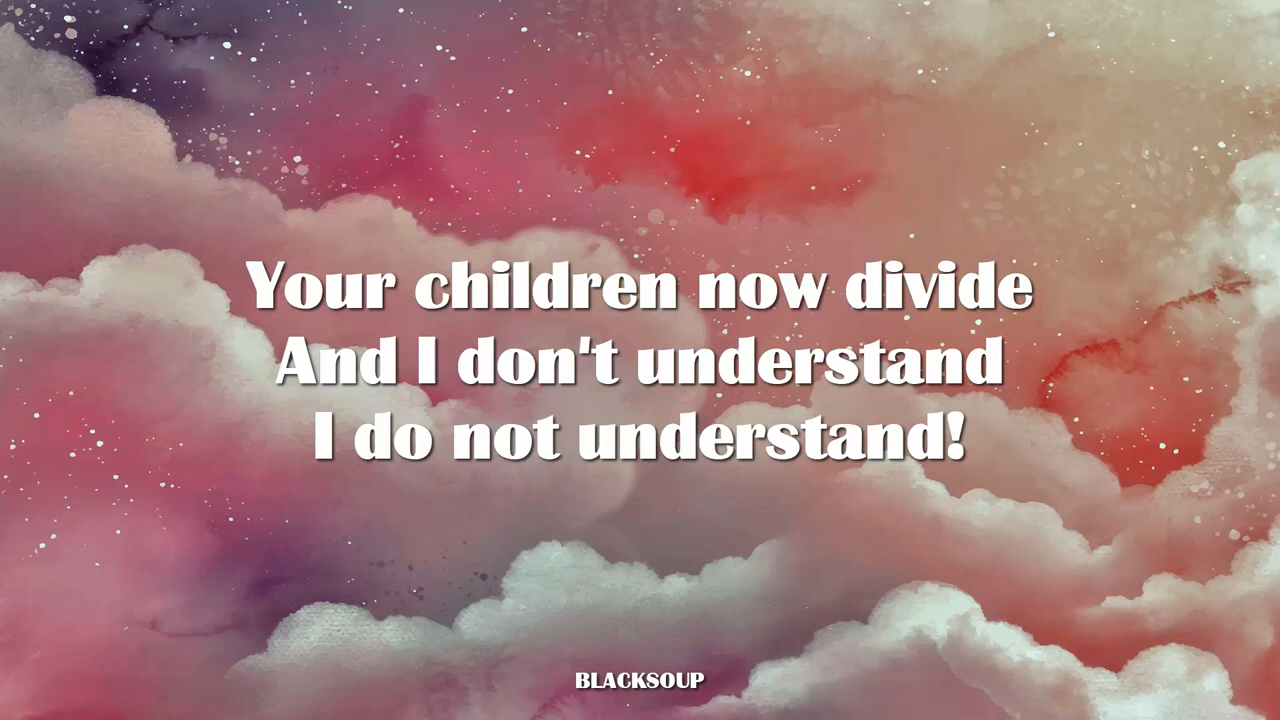 Your children now divide
And I don't understand
I do not understand!
BLACKSOUP